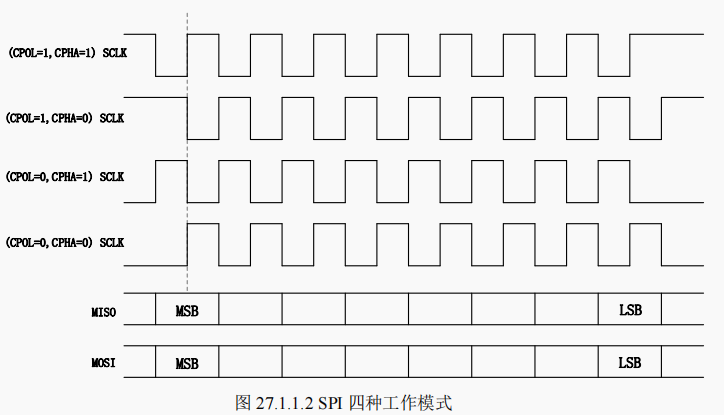 (CPOL=1,CPHA=1) SCLK
(CPOL=1,CPHA=0) SCLK
(CPOL=0,CPHA=1) SCLK
(CPOL=0,CPHA=0) SCLK
MISO MSB LSB
MOSI MSB LSB
图 27.1.1.2 SPI 四种工作模式